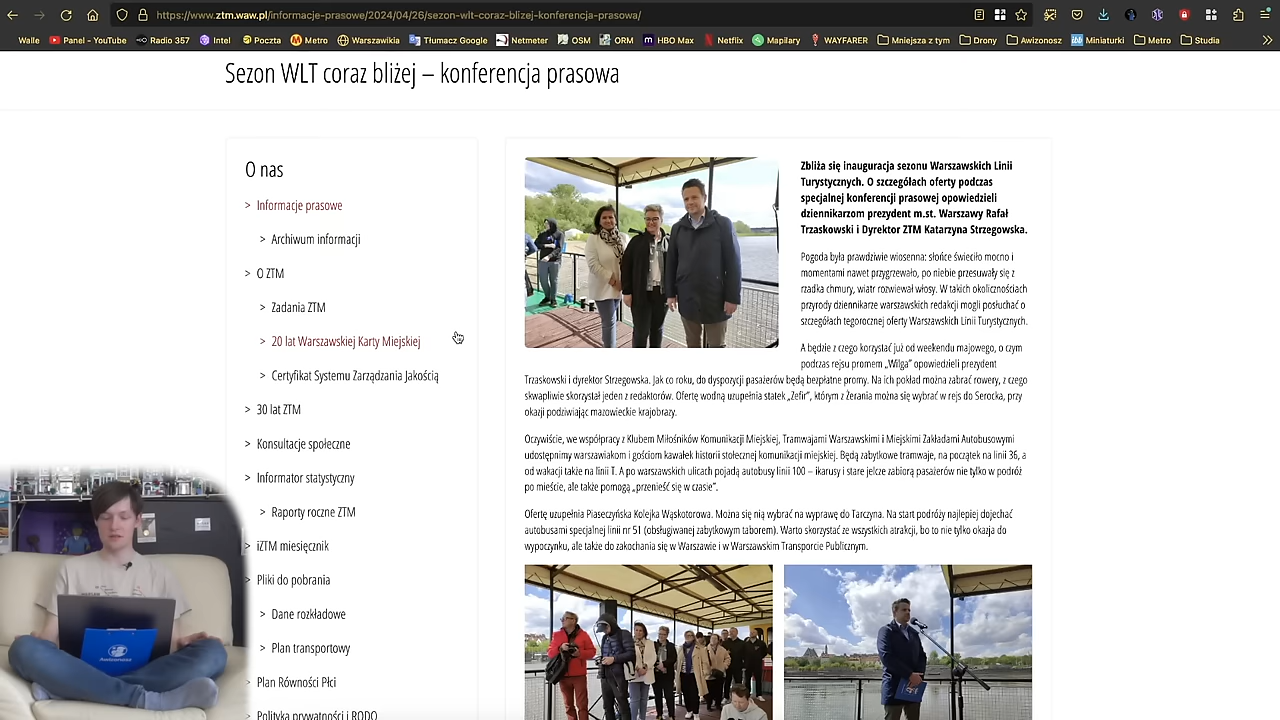 https://www.ztm.waw.pl/informacje-prasowe/2024/04/26/sezon-wlt-coraz-blizej-konferencja-prasowa/
Walle Panel - YouTube Radio 357 Intel Poczta Metro Warszawikia Tłumacz Google Netmeter OSM ORM HBO Max Netflix Mapilary WAYFARER Mniejsza z tym Drony Awizonosz Miniaturki Metro Studia
Sezon WLT coraz bliżej – konferencja prasowa
O nas
> Informacje prasowe
> Archiwum informacji
> O ZTM
> Zadania ZTM
> 20 lat Warszawskiej Karty Miejskiej
> Certyfikat Systemu Zarządzania Jakością
> 30 lat ZTM
> Konsultacje społeczne
> Informator statystyczny
> Raporty roczne ZTM
> iZTM miesięcznik
> Pliki do pobrania
> Dane rozkładowe
> Plan transportowy
> Plan Równości Płci
Polityka prywatności i RODO
Zbliża się inauguracja sezonu Warszawskich Linii
Turystycznych. O szczegółach oferty podczas
specjalnej konferencji prasowej opowiedzieli
dziennikarzom prezydent m.st. Warszawy Rafał
Trzaskowski i Dyrektor ZTM Katarzyna Strzegowska.
Pogoda była prawdziwie wiosenna: słońce świeciło mocno i
momentami nawet przygrzewało, po niebie przesuwały się z
rzadka chmury, wiatr rozwiewał włosy. W takich okolicznościach
przyrody dziennikarze warszawskich redakcji mogli posłuchać o
szczegółach tegorocznej oferty Warszawskich Linii Turystycznych.
A będzie z czego korzystać już od weekendu majowego, o czym
podczas rejsu promem „Wilga” opowiedzieli prezydent
Trzaskowski i dyrektor Strzegowska. Jak co roku, do dyspozycji pasażerów będą bezpłatne promy. Na ich pokład można zabrać rowery, z czego
skwapliwie skorzystał jeden z redaktorów. Ofertę wodną uzupełnia statek „Zefir”, którym z Żerania można się wybrać w rejs do Serocka, przy
okazji podziwiając mazowieckie krajobrazy.
Oczywiście, we współpracy z Klubem Miłośników Komunikacji Miejskiej, Tramwajami Warszawskimi i Miejskimi Zakładami Autobusowymi
udostępnimy warszawiakom i gościom kawałek historii stołecznej komunikacji miejskiej. Będą zabytkowe tramwaje, na początek na linii 36, a
od wakacji także na linii T. A po warszawskich ulicach pojadą autobusy linii 100 – ikarusy i stare jelcze zabiorą pasażerów nie tylko w podróż
po mieście, ale także pomogą „przenieść się w czasie”.
Ofertę uzupełnia Piaseczyńska Kolejka Wąskotorowa. Można się nią wybrać na wyprawę do Tarczyna. Na start podróży najlepiej dojechać
autobusami specjalnej linii nr 51 (obsługiwanej zabytkowym taborem). Warto skorzystać ze wszystkich atrakcji, bo to nie tylko okazja do
wypoczynku, ale także do zakochania się w Warszawie i w Warszawskim Transporcie Publicznym.
Awizonosz